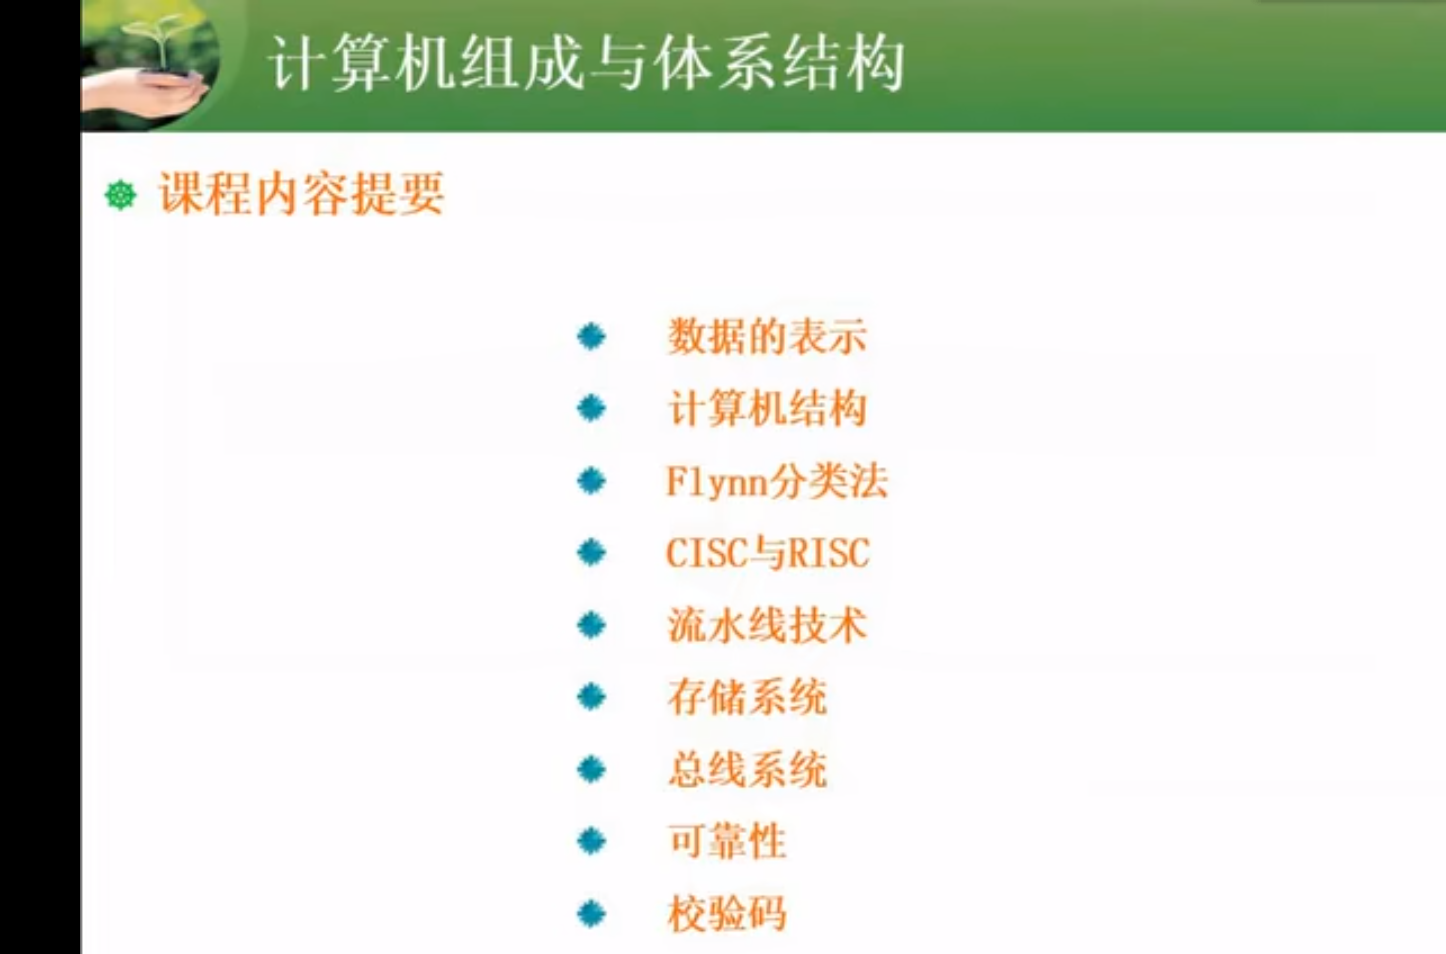 计算机组成与体系结构
课程内容提要
数据的表示
计算机结构
Flynn分类法
CISC与RISC
流水线技术
存储系统
总线系统
可靠性
校验码